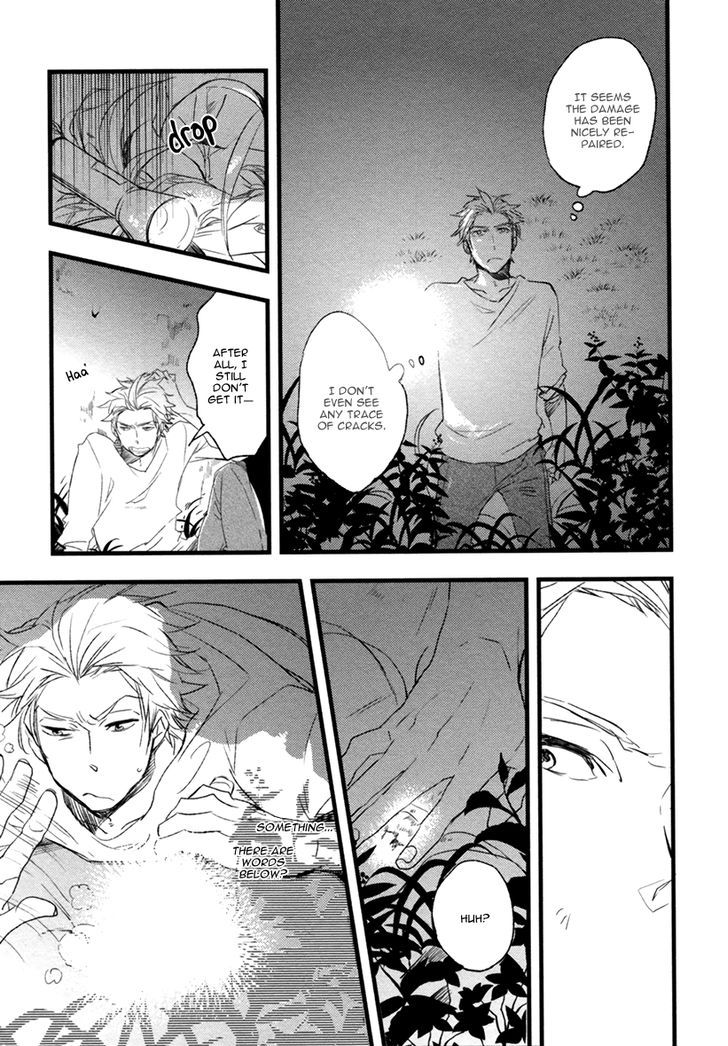 IT SEEMS
THE DAMAGE
HAS BEEN
NICELY RE-
PAIRED.
I DON'T
EVEN SEE
ANY TRACE
OF CRACKS.
drop
AFTER
ALL, I
STILL
DON'T
GET IT—
Haa
HUH?
SOMETHING...
THERE ARE
WORDS
BELOW?